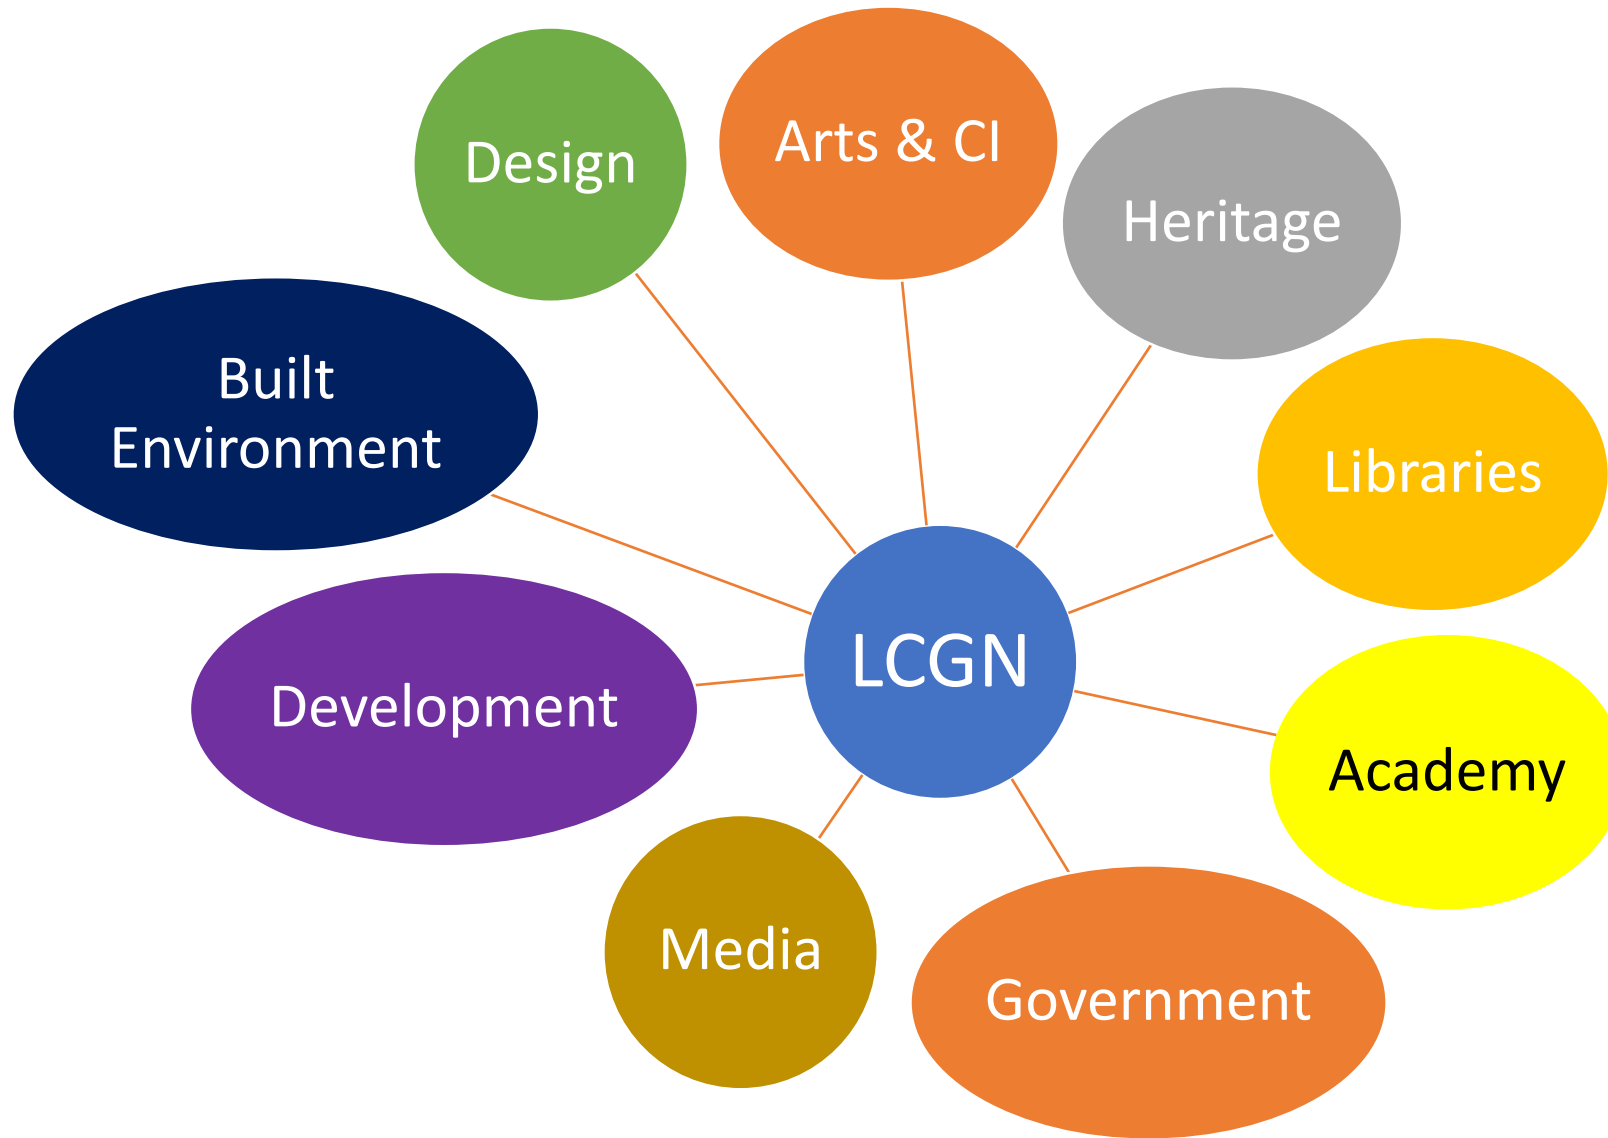 Design
Arts & CI
Heritage
Built
Environment
Libraries
LCGN
Development
Academy
Media
Government